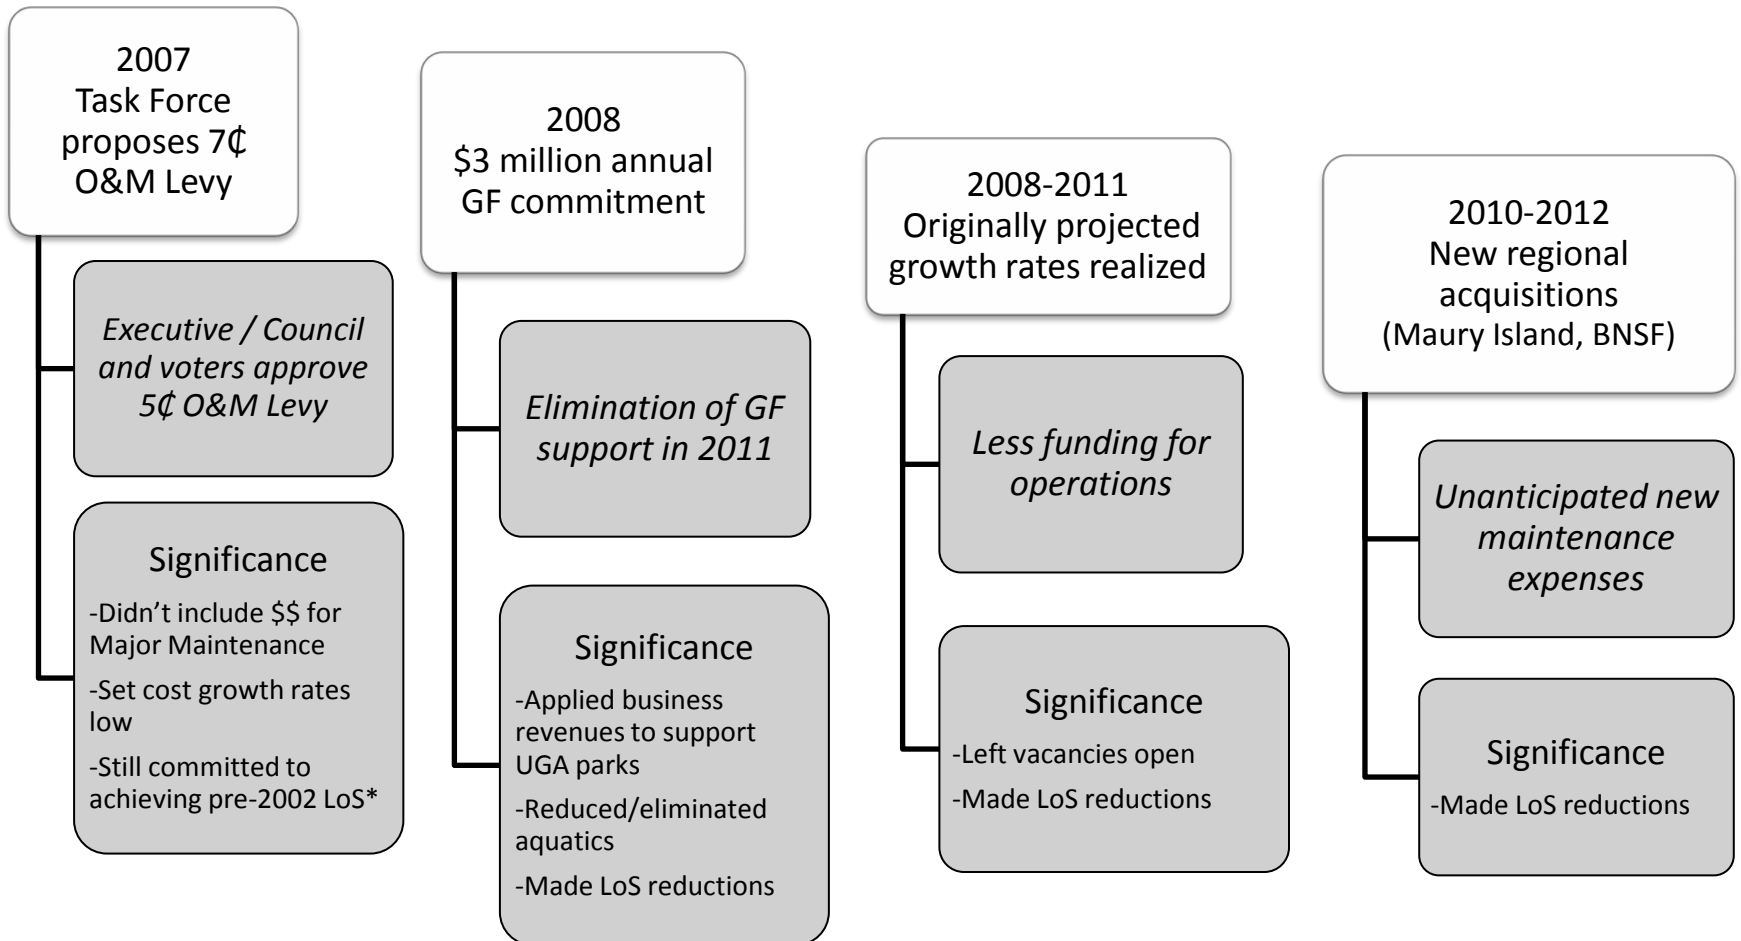 2007
Task Force
proposes 7₵
O&M Levy
Executive / Council
and voters approve
5₵ O&M Levy
Significance
-Didn’t include $$ for
Major Maintenance
-Set cost growth rates
low
-Still committed to
achieving pre-2002 LoS*
2008
$3 million annual
GF commitment
Elimination of GF
support in 2011
Significance
-Applied business
revenues to support
UGA parks
-Reduced/eliminated
aquatics
-Made LoS reductions
2008-2011
Originally projected
growth rates realized
Less funding for
operations
Significance
-Left vacancies open
-Made LoS reductions
2010-2012
New regional
acquisitions
(Maury Island, BNSF)
Unanticipated new
maintenance
expenses
Significance
-Made LoS reductions